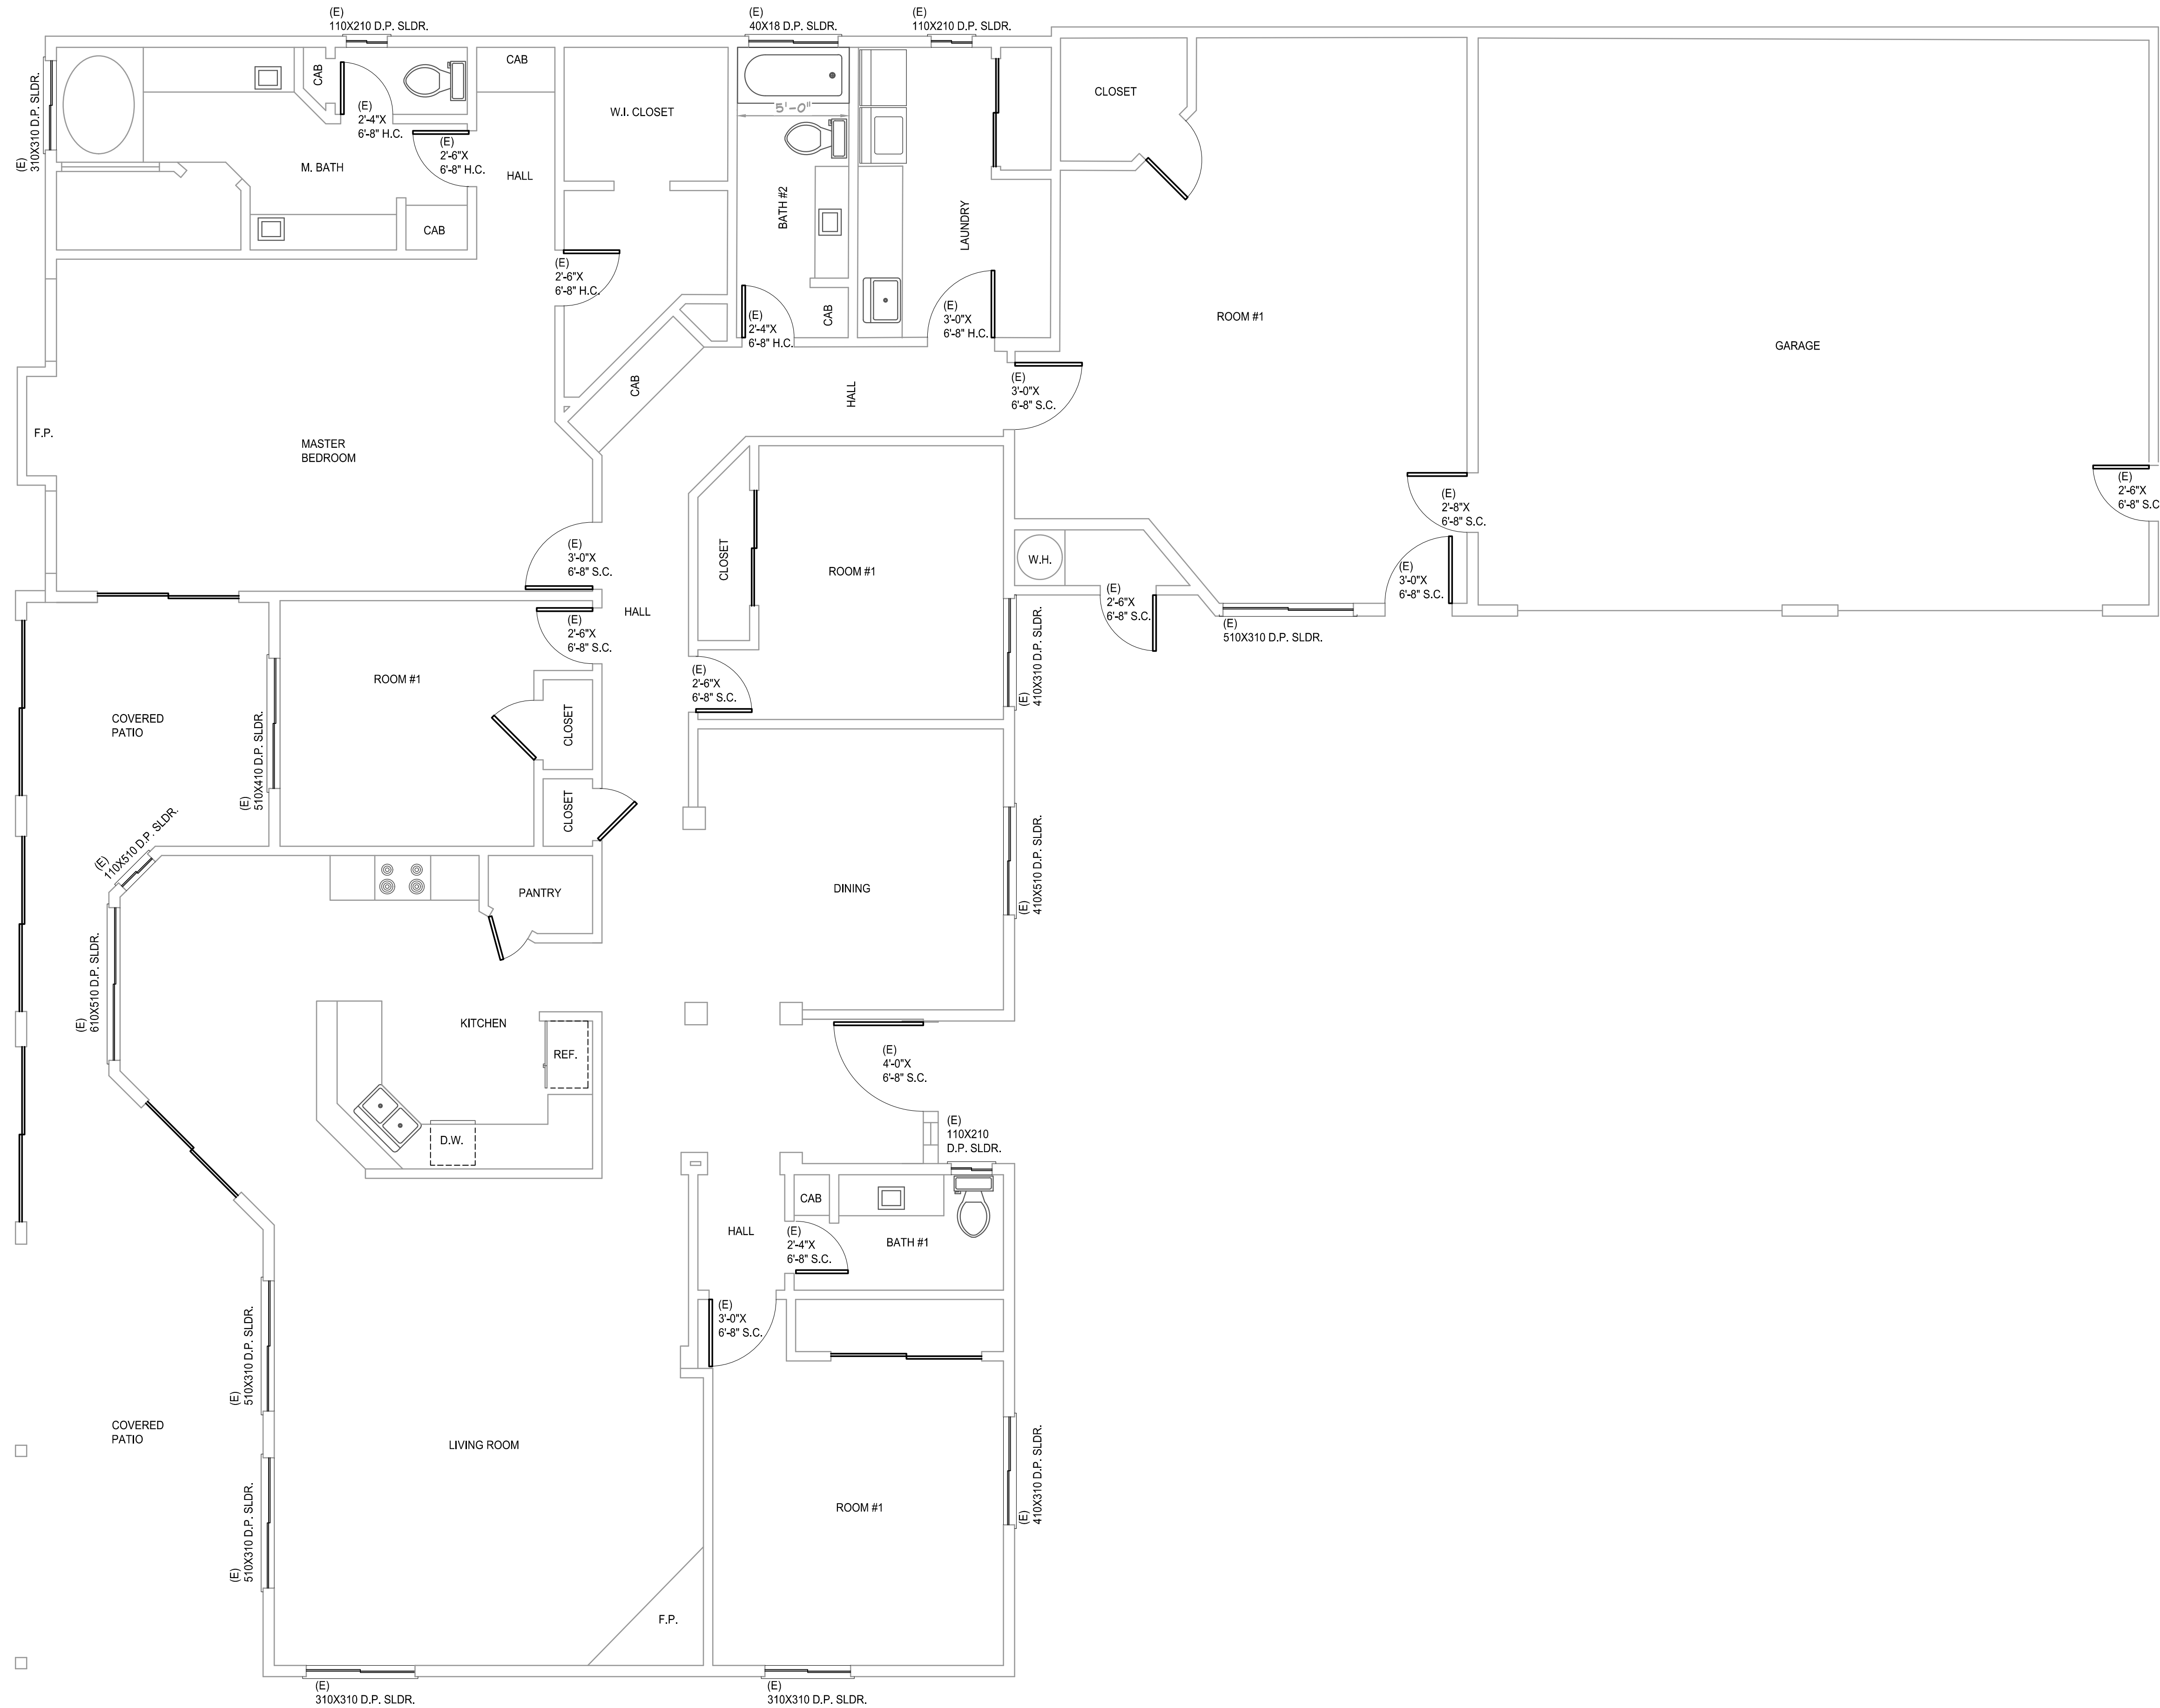 (E)
110X210 D.P. SLDR.
(E)
40X18 D.P. SLDR.
(E)
110X210 D.P. SLDR.
(E)
310X310 D.P. SLDR.
CAB
(E)
2'-4"X
6'-8" H.C.
CAB
(E)
2'-6"X
6'-8" H.C.
M. BATH
HALL
CAB
W.I. CLOSET
5'-0"
BATH #2
LAUNDRY
CLOSET
(E)
2'-6"X
6'-8" H.C.
(E)
2'-4"X
6'-8" H.C.
CAB
(E)
3'-0"X
6'-8" H.C.
ROOM #1
GARAGE
F.P.
MASTER
BEDROOM
CAB
HALL
(E)
3'-0"X
6'-8" S.C.
(E)
2'-8"X
6'-8" S.C.
(E)
2'-6"X
6'-8" S.C
(E)
3'-0"X
6'-8" S.C.
CLOSET
ROOM #1
W.H.
(E)
3'-0"X
6'-8" S.C.
(E)
2'-6"X
6'-8" S.C.
HALL
(E)
2'-6"X
6'-8" S.C.
(E)
510X310 D.P. SLDR.
(E)
410X310 D.P. SLDR.
(E)
2'-6"X
6'-8" S.C.
ROOM #1
CLOSET
COVERED
PATIO
(E)
510X410 D.P. SLDR.
CLOSET
(E)
110X510 D.P. SLDR.
PANTRY
DINING
(E)
410X510 D.P. SLDR.
(E)
610X510 D.P. SLDR.
KITCHEN
REF.
D.W.
(E)
4'-0"X
6'-8" S.C.
(E)
110X210
D.P. SLDR.
CAB
HALL
(E)
2'-4"X
6'-8" S.C.
BATH #1
(E)
3'-0"X
6'-8" S.C.
(E)
510X310 D.P. SLDR.
COVERED
PATIO
LIVING ROOM
(E)
510X310 D.P. SLDR.
ROOM #1
(E)
410X310 D.P. SLDR.
F.P.
(E)
310X310 D.P. SLDR.
(E)
310X310 D.P. SLDR.